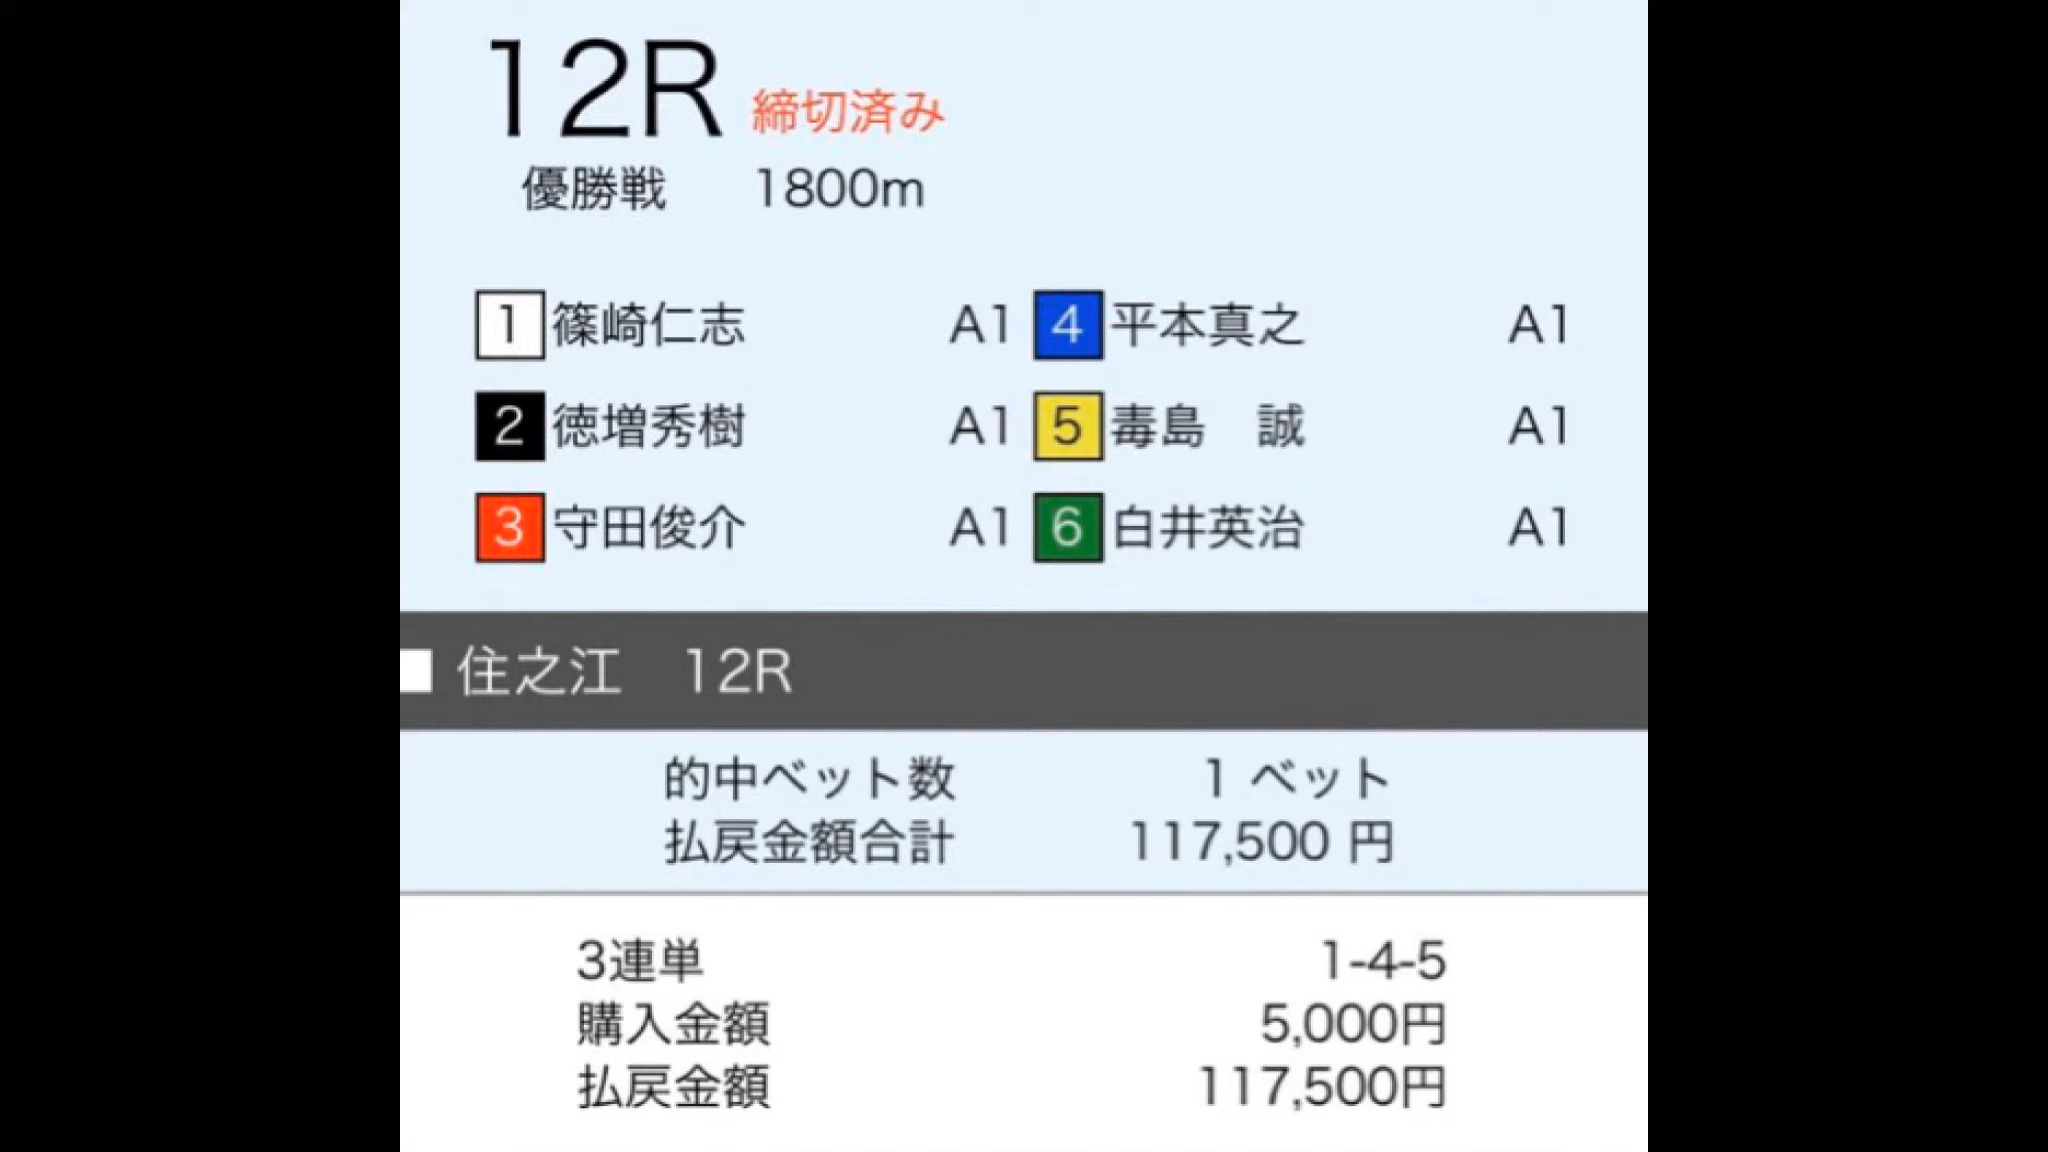 12R 締切済み
優勝戦 1800m
1 篠崎仁志 A1 4 平本真之 A1
2 徳増秀樹 A1 5 毒島 誠 A1
3 守田俊介 A1 6 白井英治 A1
住之江 12R
的中ベット数 1 ベット
払戻金額合計 117,500 円
3連単 1-4-5
購入金額 5,000円
払戻金額 117,500円